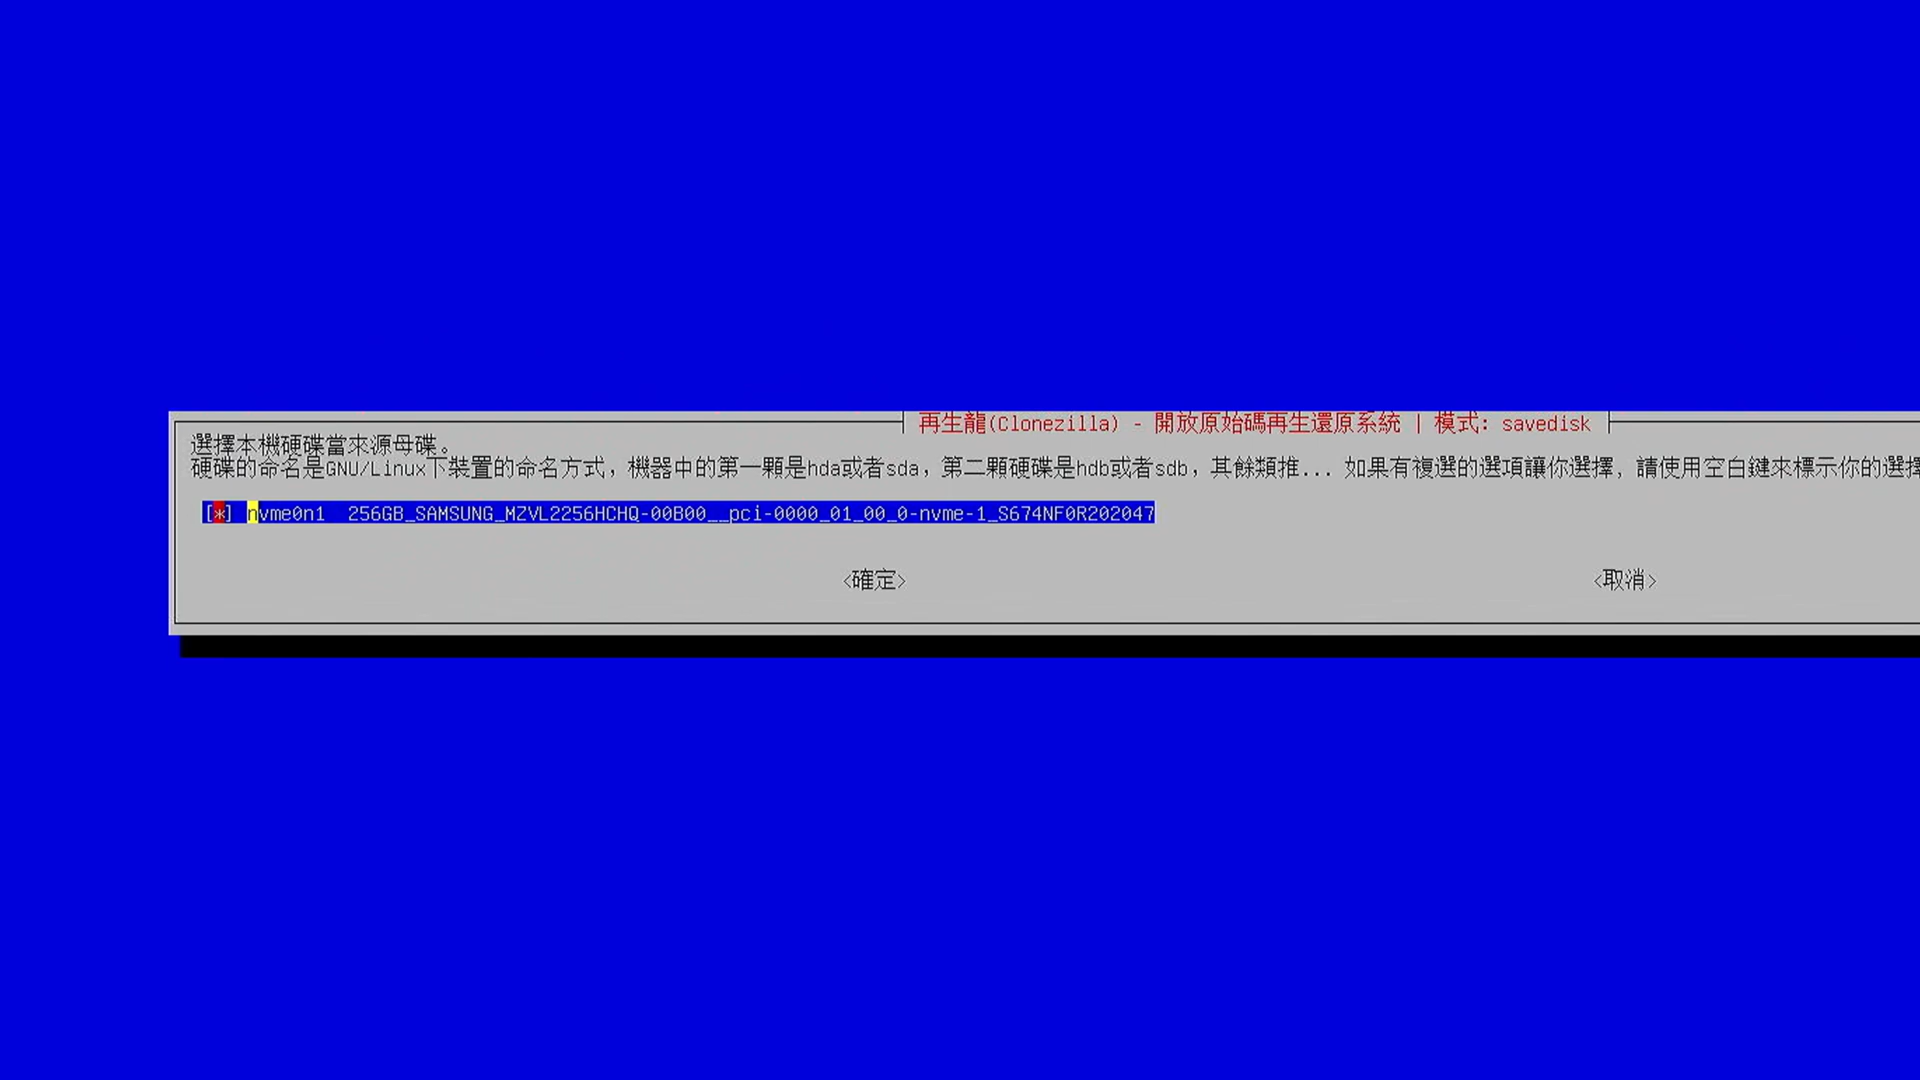 再生龍(Clonezilla) - 開放原始碼再生還原系統 | 模式: savedisk
選擇本機硬碟當來源母碟。
硬碟的命名是GNU/Linux下裝置的命名方式，機器中的第一顆是hda或者sda，第二顆硬碟是hdb或者sdb，其餘類推... 如果有複選的選項讓你選擇，請使用空白鍵來標示你的選擇
[*] nvme0n1  256GB_SAMSUNG_MZVL2256HCHQ-00B00__pci-0000_01_00_0-nvme-1_S674NF0R202047
<確定> <取消>